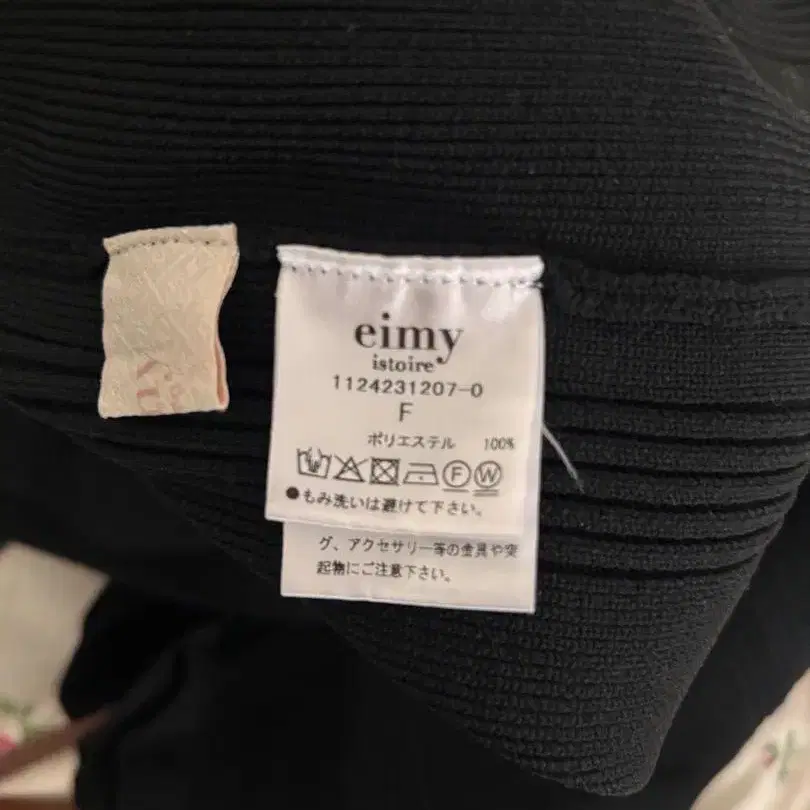 eimy
istoire
1124231207-0
F
ポリエステル 100%
F W
●もみ洗いは避けて下さい。
グ、アクセサリー等の金具や突
起物にご注意下さい。